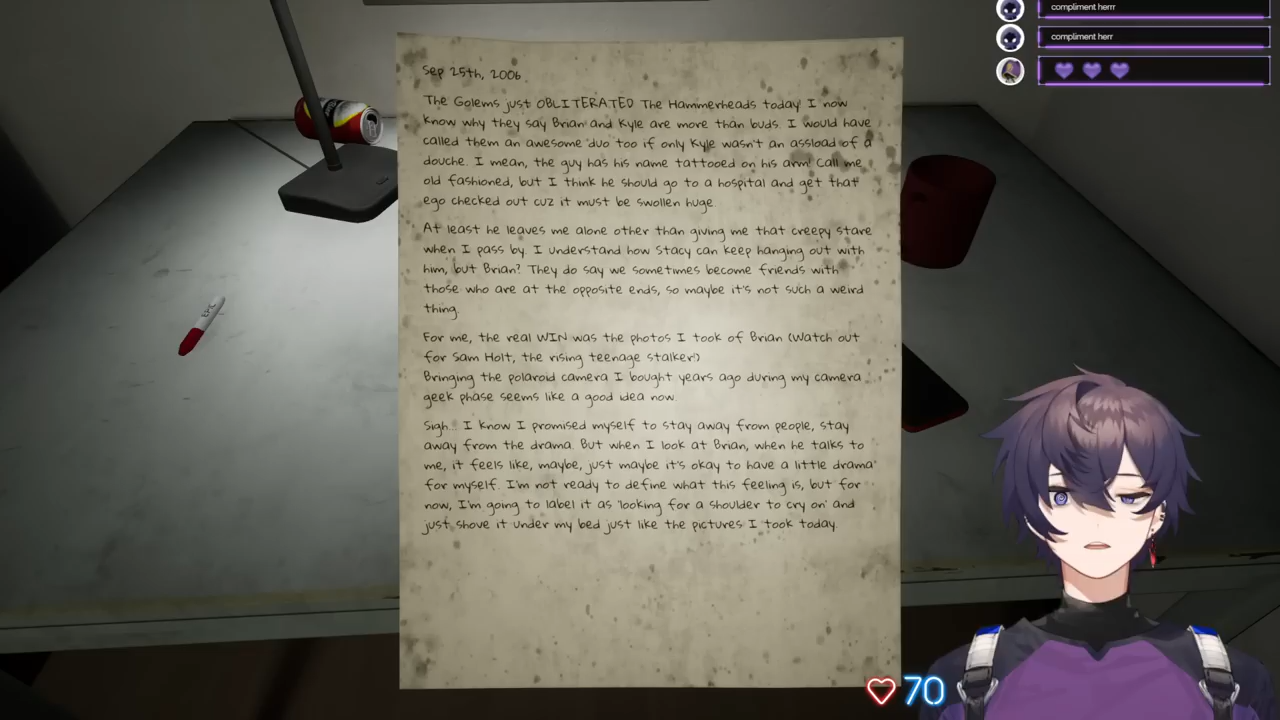 compliment herrr
compliment herr
Sep 25th, 2006
The Golems just OBLITERATED The Hammerheads today! I now
know why they say Brian and Kyle are more than buds. I would have
called them an awesome 'duo too if only Kyle wasn't an assload of a
douche. I mean, the guy has his name tattooed on his arm! Call me
old fashioned, but I think he should go to a hospital and get that
ego checked out cuz it must be swollen huge.
At least he leaves me alone other than giving me that creepy stare
when I pass by. I understand how Stacy can keep hanging out with
him, but Brian? They do say we sometimes become friends with
those who are at the opposite ends, so maybe it's not such a weird
thing.
For me, the real WIN was the photos I took of Brian (Watch out
for Sam Holt, the rising teenage stalker!)
Bringing the polaroid camera I bought years ago during my camera
geek phase seems like a good idea now.
Sigh... I know I promised myself to stay away from people, stay
away from the drama. But when I look at Brian, when he talks to
me, it feels like, maybe, just maybe it's okay to have a little drama
for myself. I'm not ready to define what this feeling is, but for
now, I'm going to label it as 'looking for a shoulder to cry on' and
just shove it under my bed just like the pictures I took today.
70